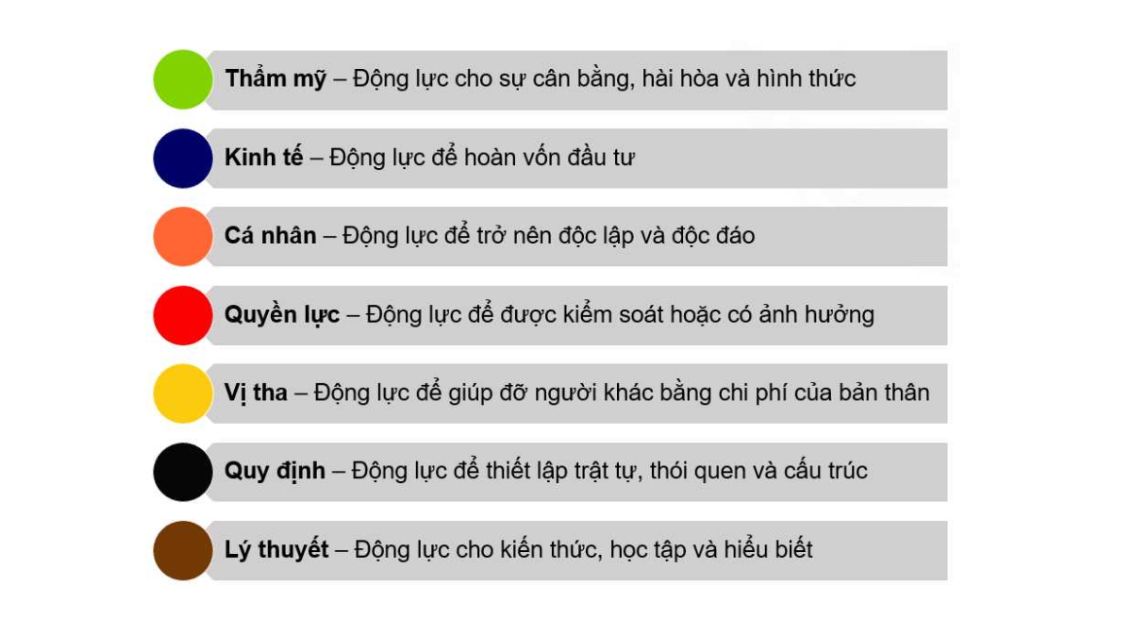 Thẩm mỹ – Động lực cho sự cân bằng, hài hòa và hình thức
Kinh tế – Động lực để hoàn vốn đầu tư
Cá nhân – Động lực để trở nên độc lập và độc đáo
Quyền lực – Động lực để được kiểm soát hoặc có ảnh hưởng
Vị tha – Động lực để giúp đỡ người khác bằng chi phí của bản thân
Quy định – Động lực để thiết lập trật tự, thói quen và cấu trúc
Lý thuyết – Động lực cho kiến thức, học tập và hiểu biết